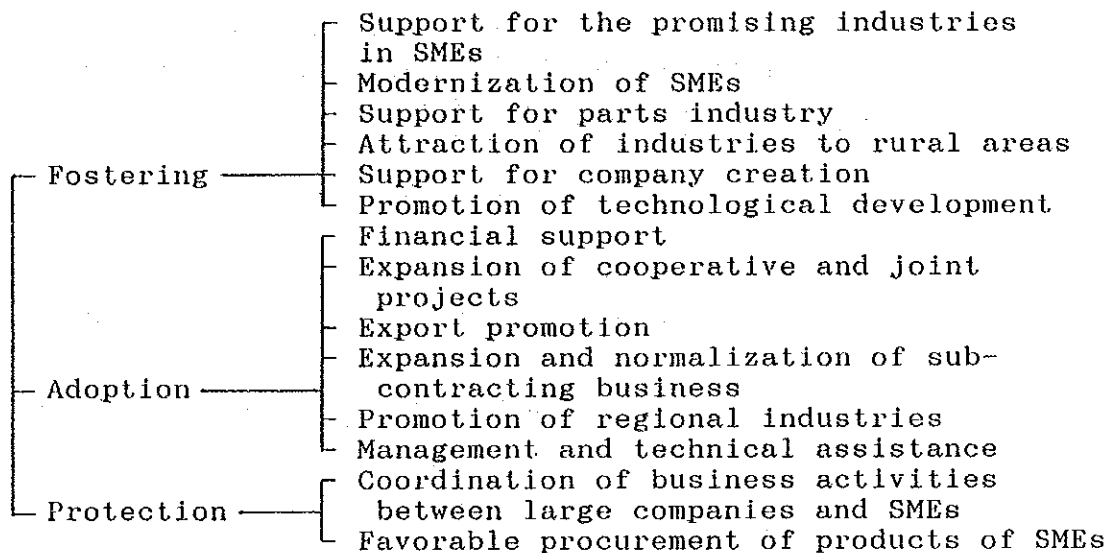 Support for the promising industries
in SMEs
Modernization of SMEs
Support for parts industry
Attraction of industries to rural areas
Fostering
Support for company creation
Promotion of technological development
Financial support
Expansion of cooperative and joint
projects
Export promotion
Expansion and normalization of sub-
Adoption
contracting business
Promotion of regional industries
Management and technical assistance
Coordination of business activities
Protection
between large companies and SMEs
Favorable procurement of products of SMEs